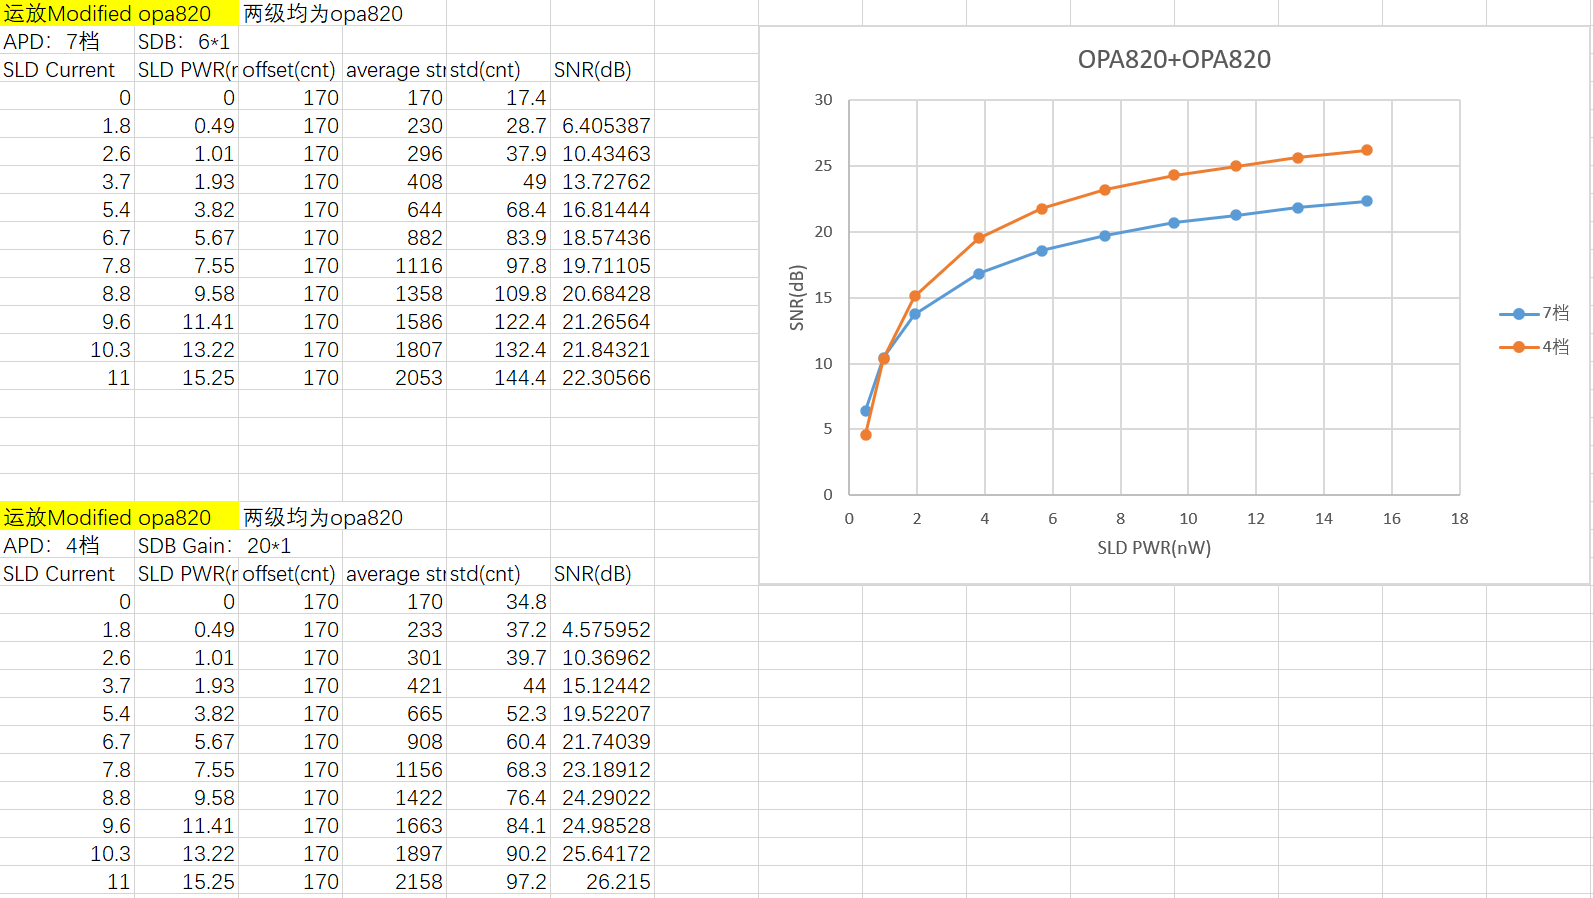 运放Modified opa820 两级均为opa820
APD：7档 SDB：6*1
SLD Current SLD PWR(r offset(cnt) average str std(cnt) SNR(dB)
0 0 170 170 17.4
1.8 0.49 170 230 28.7 6.405387
2.6 1.01 170 296 37.9 10.43463
3.7 1.93 170 408 49 13.72762
5.4 3.82 170 644 68.4 16.81444
6.7 5.67 170 882 83.9 18.57436
7.8 7.55 170 1116 97.8 19.71105
8.8 9.58 170 1358 109.8 20.68428
9.6 11.41 170 1586 122.4 21.26564
10.3 13.22 170 1807 132.4 21.84321
11 15.25 170 2053 144.4 22.30566
运放Modified opa820 两级均为opa820
APD：4档 SDB Gain：20*1
SLD Current SLD PWR(r offset(cnt) average str std(cnt) SNR(dB)
0 0 170 170 34.8
1.8 0.49 170 233 37.2 4.575952
2.6 1.01 170 301 39.7 10.36962
3.7 1.93 170 421 44 15.12442
5.4 3.82 170 665 52.3 19.52207
6.7 5.67 170 908 60.4 21.74039
7.8 7.55 170 1156 68.3 23.18912
8.8 9.58 170 1422 76.4 24.29022
9.6 11.41 170 1663 84.1 24.98528
10.3 13.22 170 1897 90.2 25.64172
11 15.25 170 2158 97.2 26.215
OPA820+OPA820
30
25
20
15
10
5
0
SNR(dB)
0 2 4 6 8 10 12 14 16 18
SLD PWR(nW)
7档
4档